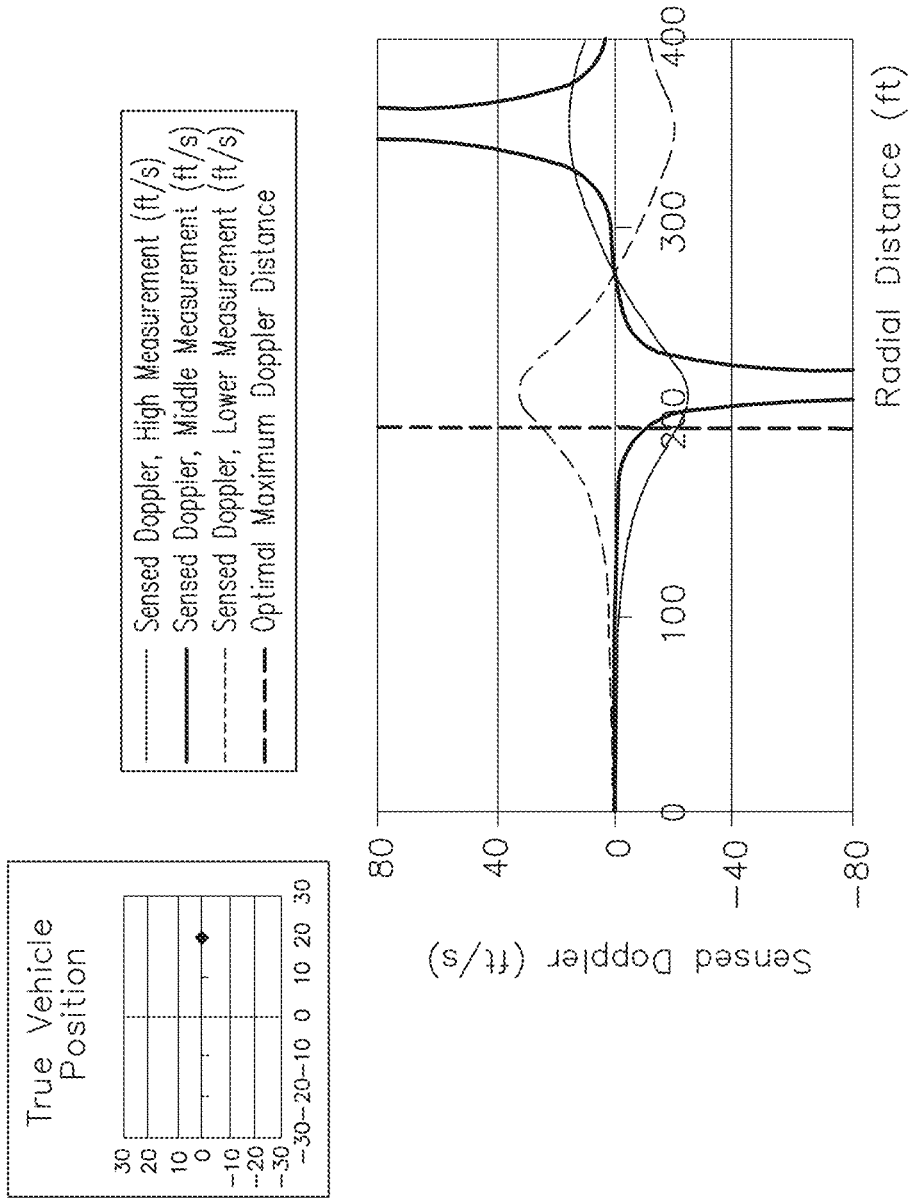 True Vehicle
Position
30
20
10
0
-10
-20
-30
-30-20-10 0 10 20 30
Sensed Doppler, High Measurement (ft/s)
Sensed Doppler, Middle Measurement (ft/s)
Sensed Doppler, Lower Measurement (ft/s)
Optimal Maximum Doppler Distance
Sensed Doppler (ft/s)
80
40
0
-40
-80
0 100 200 300 400
Radial Distance (ft)